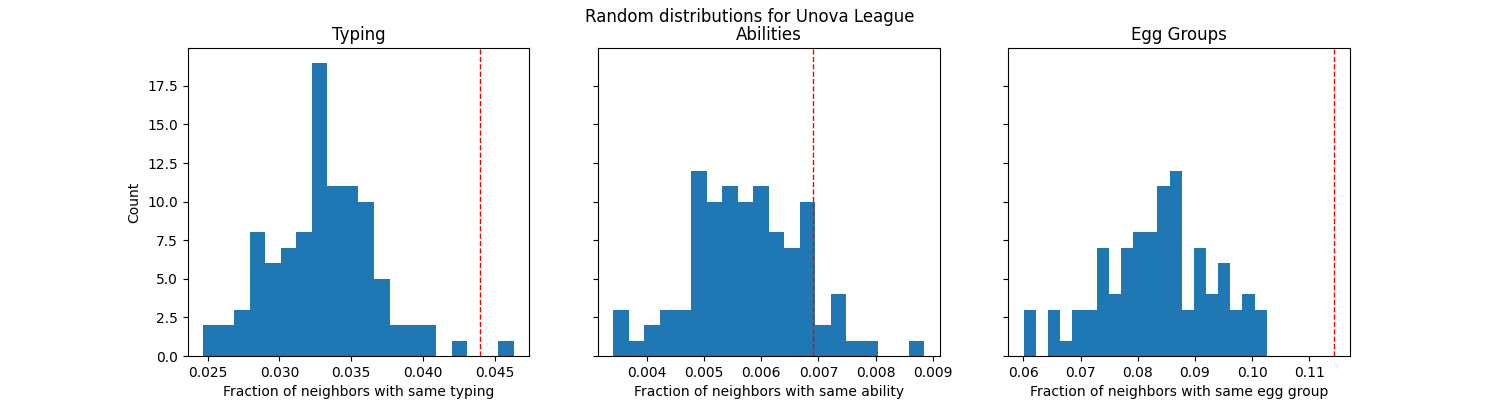 Random distributions for Unova League
Typing
Abilities
Egg Groups
Count
17.5
15.0
12.5
10.0
7.5
5.0
2.5
0.0
0.025 0.030 0.035 0.040 0.045
0.004 0.005 0.006 0.007 0.008 0.009
0.06 0.07 0.08 0.09 0.10 0.11
Fraction of neighbors with same typing
Fraction of neighbors with same ability
Fraction of neighbors with same egg group